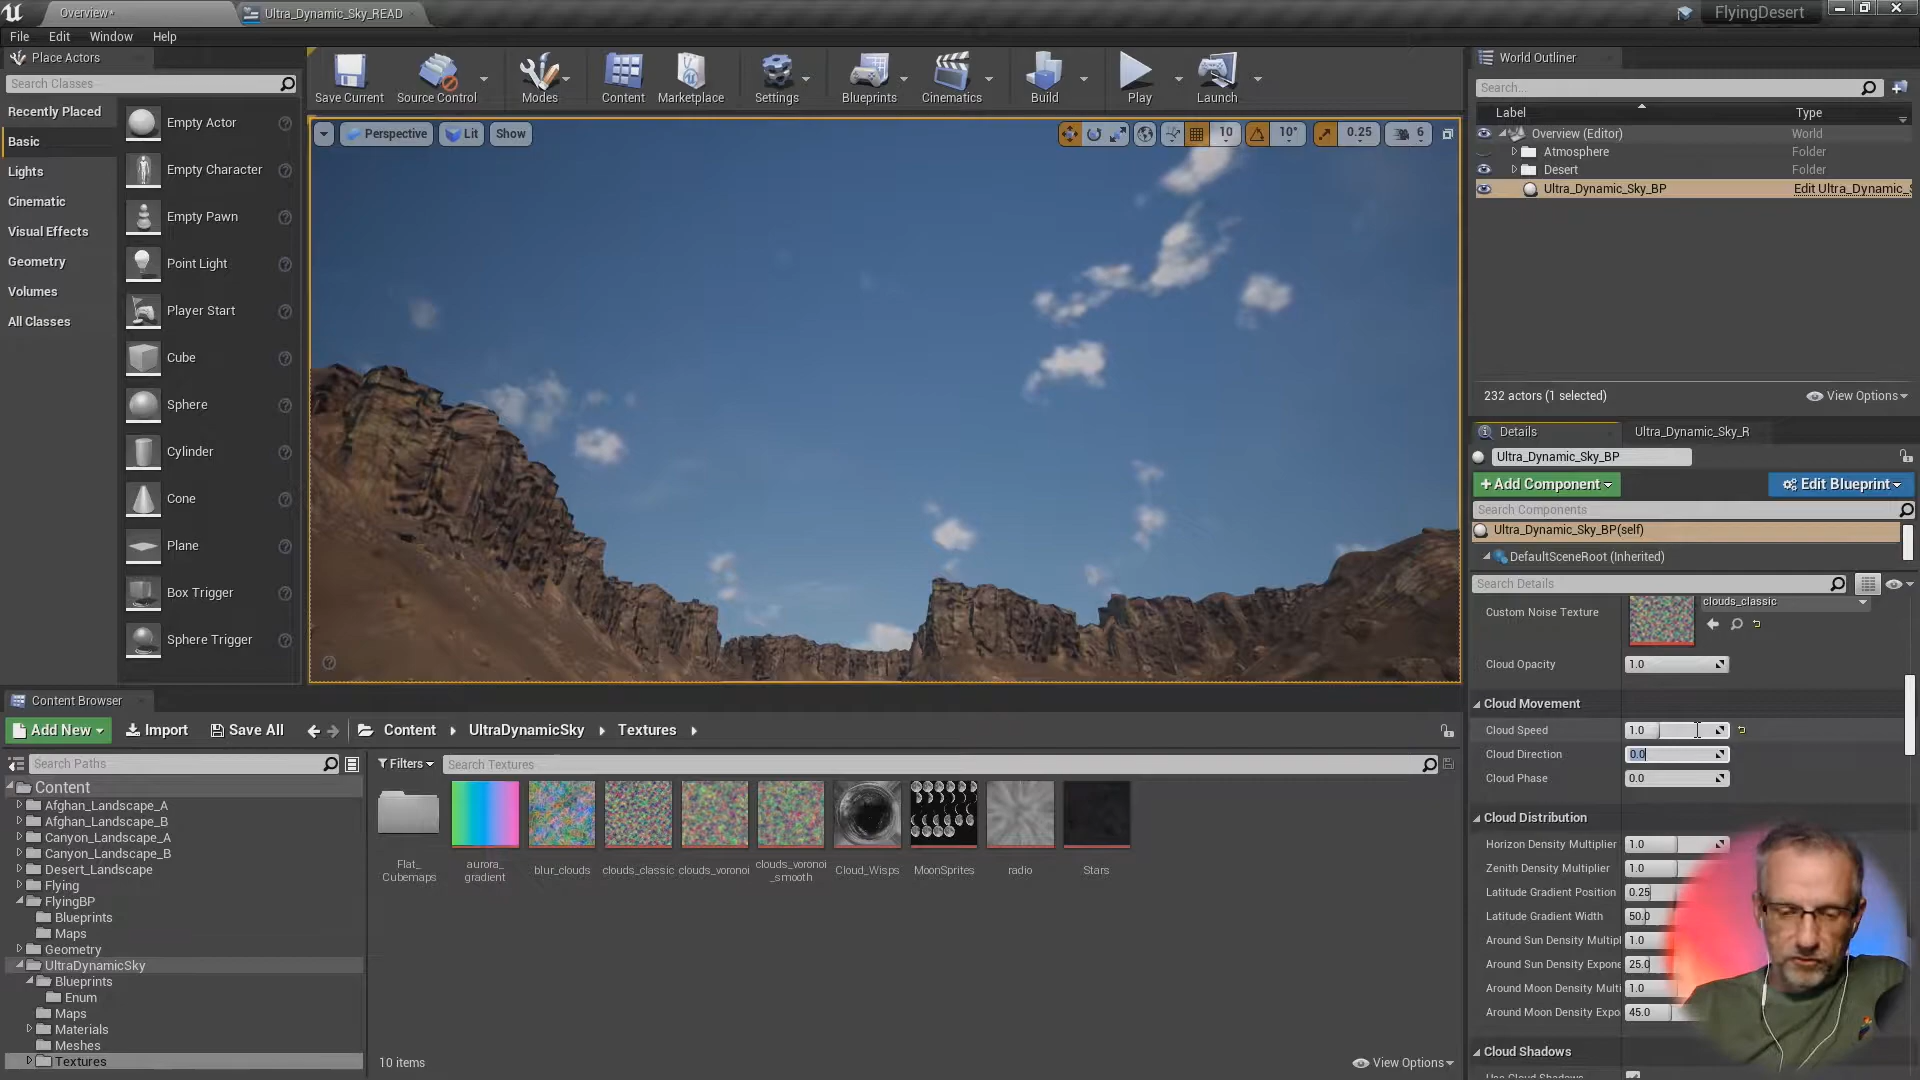 Overview*
Ultra_Dynamic_Sky_READ
FlyingDesert
File
Edit
Window
Help
Place Actors
Search Classes
Recently Placed
Basic
Lights
Cinematic
Visual Effects
Geometry
Volumes
All Classes
Empty Actor
Empty Character
Empty Pawn
Point Light
Player Start
Cube
Sphere
Cylinder
Cone
Plane
Box Trigger
Sphere Trigger
Save Current
Source Control
Modes
Content
Marketplace
Settings
Blueprints
Cinematics
Build
Play
Launch
Perspective
Lit
Show
10
10°
0.25
6
World Outliner
Search...
Label
Type
Overview (Editor)
World
Atmosphere
Folder
Desert
Folder
Ultra_Dynamic_Sky_BP
Edit Ultra_Dynamic_S
232 actors (1 selected)
View Options
Details
Ultra_Dynamic_Sky_R
Ultra_Dynamic_Sky_BP
+Add Component
Edit Blueprint
Search Components
Ultra_Dynamic_Sky_BP(self)
DefaultSceneRoot (Inherited)
Search Details
Custom Noise Texture
clouds_classic
Cloud Opacity
1.0
Cloud Movement
Cloud Speed
1.0
Cloud Direction
0.0
Cloud Phase
0.0
Cloud Distribution
Horizon Density Multiplier
1.0
Zenith Density Multiplier
1.0
Latitude Gradient Position
0.25
Latitude Gradient Width
50.0
Around Sun Density Multipl
1.0
Around Sun Density Expone
25.0
Around Moon Density Multi
1.0
Around Moon Density Expo
45.0
Cloud Shadows
Use Cloud Shadows
Content Browser
Add New
Import
Save All
Content
UltraDynamicSky
Textures
Search Paths
Content
Afghan_Landscape_A
Afghan_Landscape_B
Canyon_Landscape_A
Canyon_Landscape_B
Desert_Landscape
Flying
FlyingBP
Blueprints
Maps
Geometry
UltraDynamicSky
Blueprints
Enum
Maps
Materials
Meshes
Textures
Filters
Search Textures
Flat_
Cubemaps
aurora_
gradient
blur_clouds
clouds_classic
clouds_voronoi
clouds_voronoi
_smooth
Cloud_Wisps
MoonSprites
radio
Stars
10 items
View Options